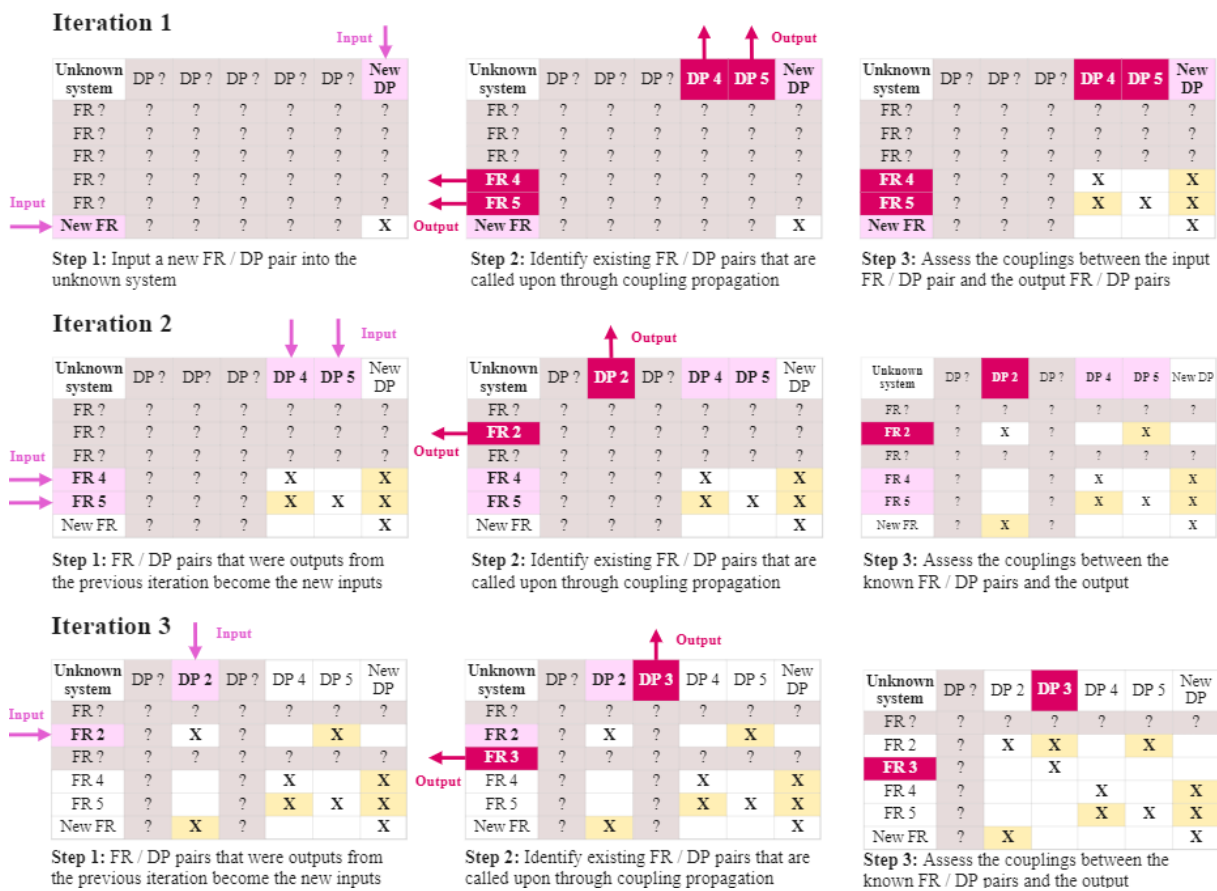 Iteration 1
Input
Unknown system DP ? DP ? DP ? DP ? DP ? New DP
FR ? ? ? ? ? ? ?
FR ? ? ? ? ? ? ?
FR ? ? ? ? ? ? ?
FR ? ? ? ? ? ? ?
FR ? ? ? ? ? ? ?
Input
New FR ? ? ? ? ? X
Step 1: Input a new FR / DP pair into the
unknown system
Output
Unknown system DP ? DP ? DP ? DP 4 DP 5 New DP
FR ? ? ? ? ? ? ?
FR ? ? ? ? ? ? ?
FR ? ? ? ? ? ? ?
FR 4 ? ? ? ? ? ?
FR 5 ? ? ? ? ? ?
Output
New FR ? ? ? ? ? X
Step 2: Identify existing FR / DP pairs that are
called upon through coupling propagation
Unknown system DP ? DP ? DP ? DP 4 DP 5 New DP
FR ? ? ? ? ? ? ?
FR ? ? ? ? ? ? ?
FR ? ? ? ? ? ? ?
FR 4 ? ? ? X X
FR 5 ? ? ? X X X
New FR ? ? ? X
Step 3: Assess the couplings between the input
FR / DP pair and the output FR / DP pairs
Iteration 2
Input
Unknown system DP ? DP? DP ? DP 4 DP 5 New DP
FR ? ? ? ? ? ? ?
FR ? ? ? ? ? ? ?
FR ? ? ? ? ? ? ?
Input
FR 4 ? ? ? X X
FR 5 ? ? ? X X X
New FR ? ? ? X
Step 1: FR / DP pairs that were outputs from
the previous iteration become the new inputs
Output
Unknown system DP ? DP 2 DP ? DP 4 DP 5 New DP
FR ? ? ? ? ? ? ?
FR 2 ? ? ? ? ? ?
Output
FR ? ? ? ? ? ? ?
FR 4 ? ? ? X X
FR 5 ? ? ? X X X
New FR ? ? ? X
Step 2: Identify existing FR / DP pairs that are
called upon through coupling propagation
Unknown system DP ? DP 2 DP ? DP 4 DP 5 New DP
FR ? ? ? ? ? ? ?
FR 2 ? X ? X
FR ? ? ? ? ? ? ?
FR 4 ? ? X X
FR 5 ? ? X X X
New FR ? X ? X
Step 3: Assess the couplings between the
known FR / DP pairs and the output
Iteration 3
Input
Unknown system DP ? DP 2 DP ? DP 4 DP 5 New DP
FR ? ? ? ? ? ? ?
Input
FR 2 ? X ? X
FR ? ? ? ? ? ? ?
FR 4 ? ? X X
FR 5 ? ? X X X
New FR ? X ? X
Step 1: FR / DP pairs that were outputs from
the previous iteration become the new inputs
Output
Unknown system DP ? DP 2 DP 3 DP 4 DP 5 New DP
FR ? ? ? ? ? ? ?
FR 2 ? X ? X
FR 3 ? ? ? ? ? ?
Output
FR 4 ? ? X X
FR 5 ? ? X X X
New FR ? X ? X
Step 2: Identify existing FR / DP pairs that are
called upon through coupling propagation
Unknown system DP ? DP 2 DP 3 DP 4 DP 5 New DP
FR ? ? ? ? ? ? ?
FR 2 ? X X X
FR 3 ? X
FR 4 ? X X
FR 5 ? X X X
New FR ? X X
Step 3: Assess the couplings between the
known FR / DP pairs and the output